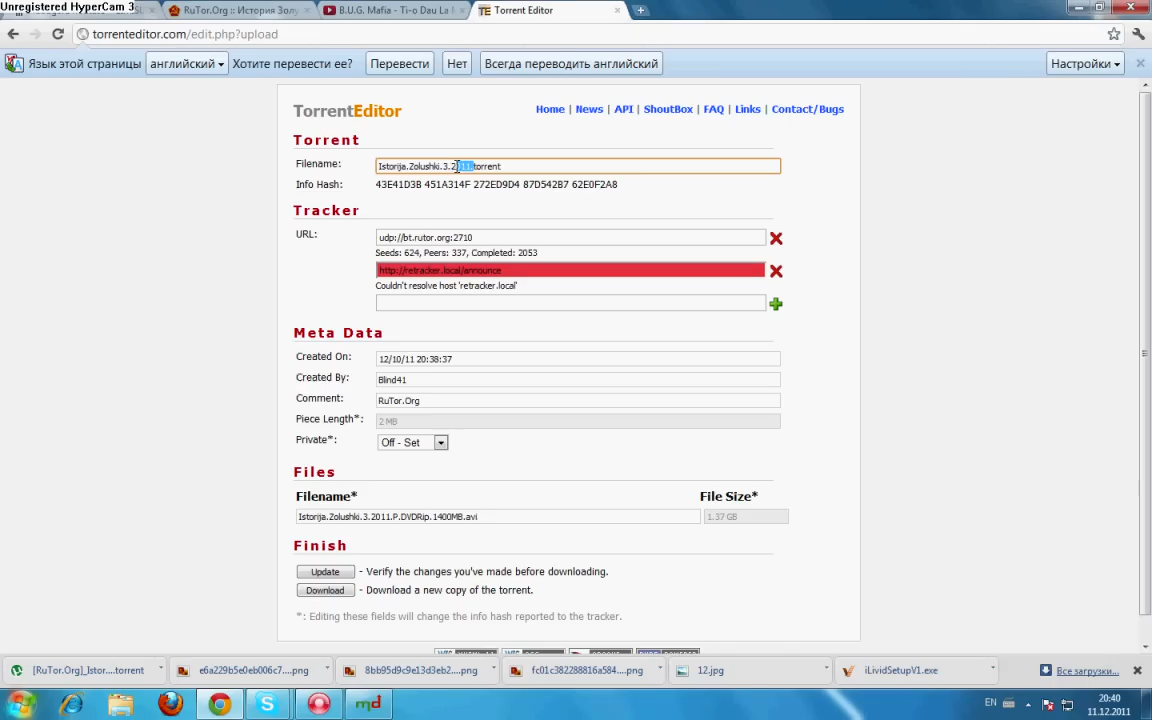 Unregistered HyperCam 3
RuTor.Org :: История Золу
B.U.G. Mafia - Ti-o Dau La M
Torrent Editor
torrenteditor.com/edit.php?upload
Язык этой страницы английский Хотите перевести ее? Перевести Нет Всегда переводить английский Настройки
TorrentEditor
Home | News | API | ShoutBox | FAQ | Links | Contact/Bugs
Torrent
Filename: Istorija.Zolushki.3.2011.torrent
Info Hash: 43E41D3B 451A314F 272ED9D4 87D542B7 62E0F2A8
Tracker
URL: udp://bt.rutor.org:2710
Seeds: 624, Peers: 337, Completed: 2053
http://retracker.local/announce
Couldn't resolve host 'retracker.local'
Meta Data
Created On: 12/10/11 20:38:37
Created By: Blind41
Comment: RuTor.Org
Piece Length*: 2 MB
Private*: Off - Set
Files
Filename* File Size*
Istorija.Zolushki.3.2011.P.DVDRip.1400MB.avi 1.37 GB
Finish
Update - Verify the changes you've made before downloading.
Download - Download a new copy of the torrent.
*: Editing these fields will change the info hash reported to the tracker.
[RuTor.Org]_Istor....torrent e6a229b5e0eb006c7....png 8bb95d9c9e13d3eb2....png fc01c382288816a584....png 12.jpg iLividSetupV1.exe Все загрузки...
EN 20:40
11.12.2011